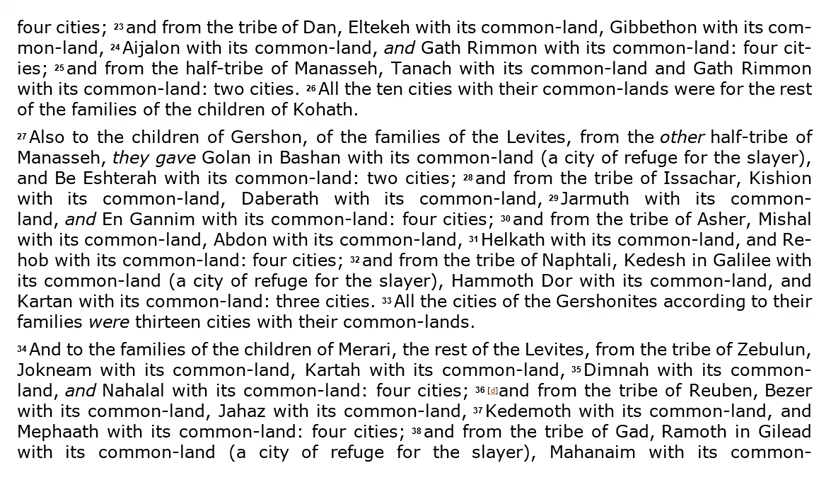 four cities; 23 and from the tribe of Dan, Eltekeh with its common-land, Gibbethon with its com-
mon-land, 24 Aijalon with its common-land, and Gath Rimmon with its common-land: four cit-
ies; 25 and from the half-tribe of Manasseh, Tanach with its common-land and Gath Rimmon
with its common-land: two cities. 26 All the ten cities with their common-lands were for the rest
of the families of the children of Kohath.
27 Also to the children of Gershon, of the families of the Levites, from the other half-tribe of
Manasseh, they gave Golan in Bashan with its common-land (a city of refuge for the slayer),
and Be Eshterah with its common-land: two cities; 28 and from the tribe of Issachar, Kishion
with its common-land, Daberath with its common-land, 29 Jarmuth with its common-
land, and En Gannim with its common-land: four cities; 30 and from the tribe of Asher, Mishal
with its common-land, Abdon with its common-land, 31 Helkath with its common-land, and Re-
hob with its common-land: four cities; 32 and from the tribe of Naphtali, Kedesh in Galilee with
its common-land (a city of refuge for the slayer), Hammoth Dor with its common-land, and
Kartan with its common-land: three cities. 33 All the cities of the Gershonites according to their
families were thirteen cities with their common-lands.
34 And to the families of the children of Merari, the rest of the Levites, from the tribe of Zebulun,
Jokneam with its common-land, Kartah with its common-land, 35 Dimnah with its common-
land, and Nahalal with its common-land: four cities; 36 [d]and from the tribe of Reuben, Bezer
with its common-land, Jahaz with its common-land, 37 Kedemoth with its common-land, and
Mephaath with its common-land: four cities; 38 and from the tribe of Gad, Ramoth in Gilead
with its common-land (a city of refuge for the slayer), Mahanaim with its common-